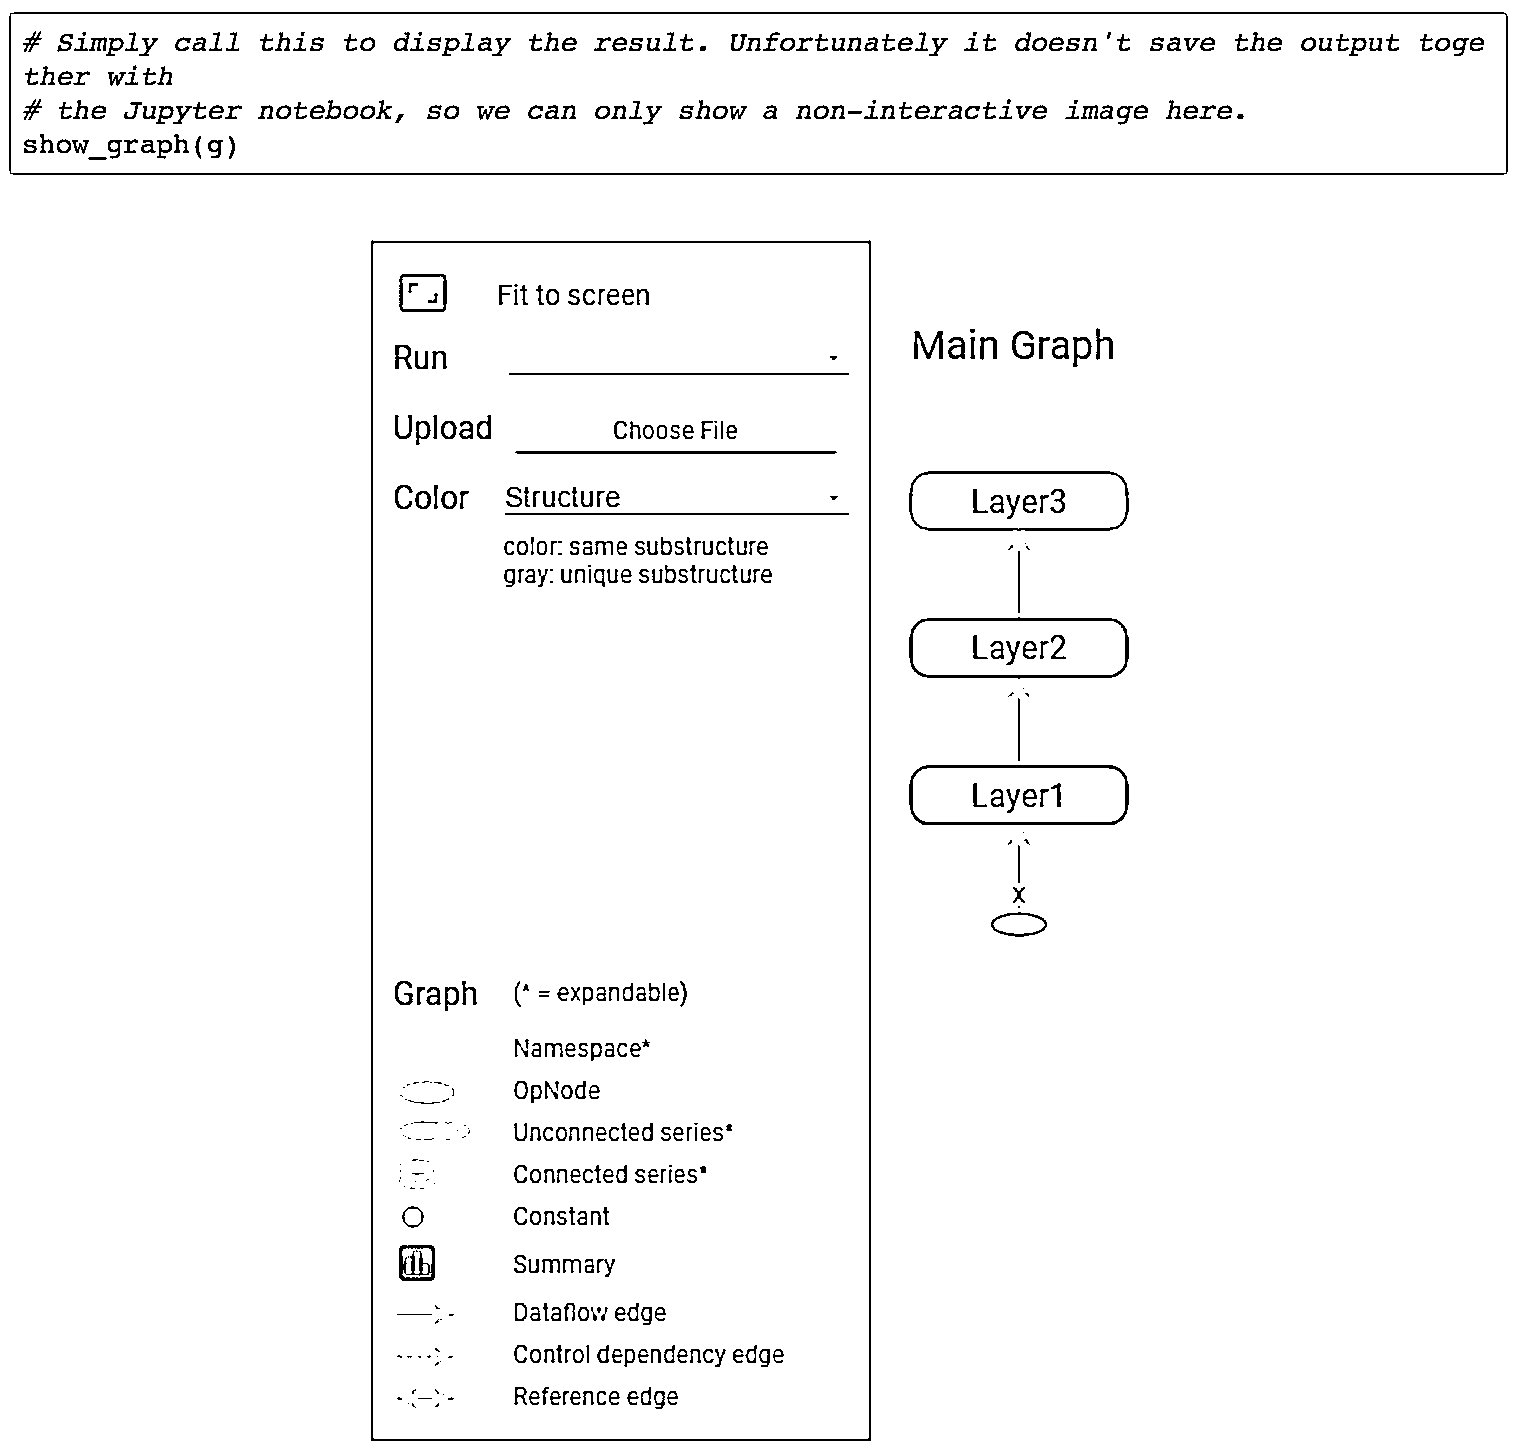 # Simply call this to display the result. Unfortunately it doesn't save the output toge
ther with
# the Jupyter notebook, so we can only show a non-interactive image here.
show_graph(g)
Fit to screen
Run
Upload Choose File
Color Structure
color: same substructure
gray: unique substructure
Graph (* = expandable)
Namespace*
OpNode
Unconnected series*
Connected series*
Constant
Summary
Dataflow edge
Control dependency edge
Reference edge
Main Graph
Layer3
Layer2
Layer1
x